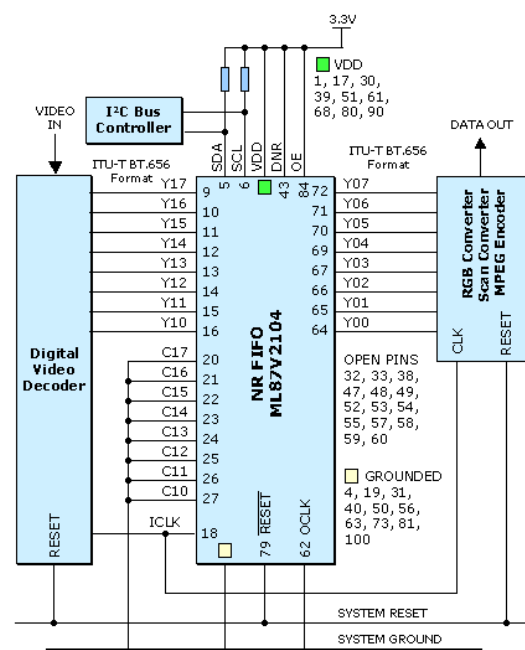 3.3V
VDD
1, 17, 30,
39, 51, 61,
68, 80, 90
VIDEO
IN
I²C Bus
Controller
DATA OUT
ITU-T BT.656
Format
SDA
SCL
VDD
DNR
OE
ITU-T BT.656
Format
5
6
43
84
Y17
9
72
Y07
Y16
10
71
Y06
Y15
11
70
Y05
Y14
12
69
Y04
Y13
13
67
Y03
Y12
14
66
Y02
Y11
15
65
Y01
Y10
16
64
Y00
Digital
Video
Decoder
RESET
NR FIFO
ML87V2104
RGB Converter
Scan Converter
MPEG Encoder
CLK
RESET
C17
20
C16
21
C15
22
C14
23
C13
24
C12
25
C11
26
C10
27
ICLK
18
79 RESET
62 OCLK
OPEN PINS
32, 33, 38,
47, 48, 49,
52, 53, 54,
55, 57, 58,
59, 60
GROUNDED
4, 19, 31,
40, 50, 56,
63, 73, 81,
100
SYSTEM RESET
SYSTEM GROUND